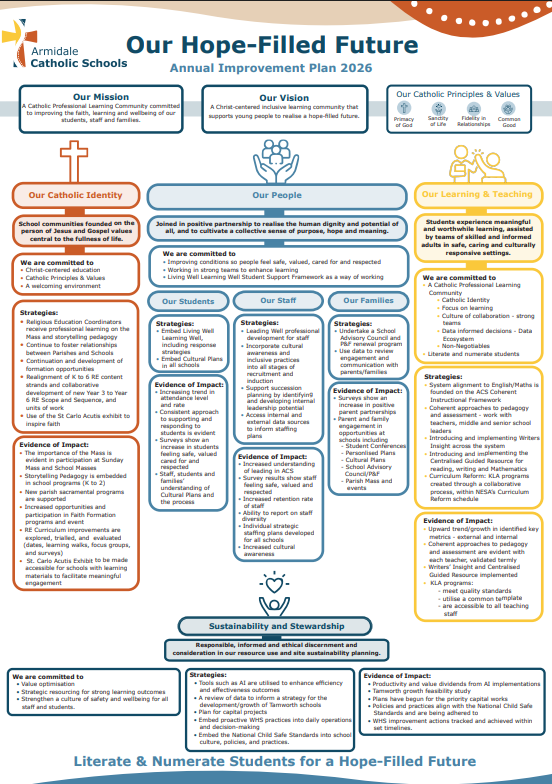 Armidale
Catholic Schools
Our Hope–Filled Future
Annual Improvement Plan 2026
Our Mission
A Catholic Professional Learning Community committed
to improving the faith, learning and wellbeing of our
students, staff and families.
Our Vision
A Christ-centered inclusive learning community that
supports young people to realise a hope-filled future.
Our Catholic Principles & Values
Primacy
of God
Sanctity
of Life
Fidelity in
Relationships
Common
Good
Our Catholic Identity
School communities founded on the
person of Jesus and Gospel values
central to the fullness of life.
We are committed to
• Christ-centered education
• Catholic Principles & Values
• A welcoming environment
Strategies:
• Religious Education Coordinators
receive professional learning on the
Mass and storytelling pedagogy
• Continue to foster relationships
between Parishes and Schools
• Continuation and development of
formation opportunities
• Realignment of K to 6 RE content
strands and collaborative
development of new Year 3 to Year
6 RE Scope and Sequence, and
units of work
• Use of the St Carlo Acutis exhibit to
inspire faith
Evidence of Impact:
• The importance of the Mass is
evident in participation at Sunday
Mass and School Masses
• Storytelling Pedagogy is embedded
in school programs (K to 2)
• New parish sacramental programs
are supported
• Increased opportunities and
participation in Faith Formation
programs and event
• RE Curriculum improvements are
explored, trialled, and evaluated
(dates, learning walks, focus groups,
and surveys)
• St. Carlo Acutis Exhibit to be made
accessible for schools with learning
materials to facilitate meaningful
engagement
Our People
Joined in positive partnership to realise the human dignity and potential of
all, and to cultivate a collective sense of purpose, hope and meaning.
We are committed to
• Improving conditions so people feel safe, valued, cared for and respected
• Working in strong teams to enhance learning
• Living Well Learning Well Student Support Framework as a way of working
Our Students
Strategies:
• Embed Living Well
Learning Well,
including response
strategies
• Embed Cultural Plans
in all schools
Evidence of Impact:
• Increasing trend in
attendance level
and rate
• Consistent approach
to supporting and
responding to
students is evident
• Surveys show an
increase in students
feeling safe, valued
cared for and
respected
• Staff, students and
families'
understanding of
Cultural Plans and
the process
Our Staff
Strategies:
• Leading Well professional
development for staff
• Incorporate cultural
awareness and
inclusive practices
into all stages of
recruitment and
induction
• Support succession
planning by identifying
and developing internal
leadership potential
• Access internal and
external data sources
to inform staffing
plans
Evidence of Impact:
• Increased understanding
of leading in ACS
• Survey results show staff
feeling safe, valued and
respected
• Increased retention rate
of staff
• Ability to report on staff
diversity
• Individual strategic
staffing plans developed
for all schools
• Increased cultural
awareness
Our Families
Strategies:
• Undertake a School
Advisory Council and
P&F renewal program
• Use data to review
engagement and
communication with
parents/families
Evidence of Impact:
• Surveys show an
increase in positive
parent partnerships
• Parent and family
engagement in
opportunities at
schools including
- Student Conferences
- Personlised Plans
- Cultural Plans
- School Advisory
Council/P&F
- Parish Mass and
events
Our Learning & Teaching
Students experience meaningful
and worthwhile learning, assisted
by teams of skilled and informed
adults in safe, caring and culturally
responsive settings.
We are committed to
- A Catholic Professional Learning
Community
◦ Catholic Identity
◦ Focus on learning
◦ Culture of collaboration - strong
teams
◦ Data informed decisions - Data
Ecosystem
◦ Non-Negotiables
- Literate and numerate students
Strategies:
- System alignment to English/Maths is
founded on the ACS Coherent
Instructional Framework
- Coherent approaches to pedagogy
and assessment - work with
teachers, middle and senior school
leaders
- Introducing and implementing Writers
Insight across the system
- Introducing and implementing the
Centralised Guided Resource for
reading, writing and Mathematics
- Curriculum Reform: KLA programs
created through a collaborative
process, within NESA's Curriculum
Reform schedule
Evidence of Impact:
- Upward trend/growth in identified key
metrics - external and internal
- Coherent approaches to pedagogy
and assessment are evident with
each teacher, validated termly
- Writers' Insight and Centralised
Guided Resource implemented
- KLA programs:
- meet quality standards
- utilise a common template
- are accessible to all teaching
staff
Sustainability and Stewardship
Responsible, informed and ethical discernment and
consideration in our resource use and site sustainability planning.
We are committed to
• Value optimisation
• Strategic resourcing for strong learning outcomes
• Strengthen a culture of safety and wellbeing for all
staff and students.
Strategies:
• Tools such as AI are utilised to enhance efficiency
and effectiveness outcomes
• A review of data to inform a strategy for the
development/growth of Tamworth schools
• Plan for capital projects
• Embed proactive WHS practices into daily operations
and decision-making
• Embed the National Child Safe Standards into school
culture, policies, and practices.
Evidence of Impact:
• Productivity and value dividends from AI implementations
• Tamworth growth feasibility study
• Plans have begun for the priority capital works
• Policies and practices align with the National Child Safe
Standards and are being adhered to
• WHS improvement actions tracked and achieved within
set timelines.
Literate & Numerate Students for a Hope-Filled Future